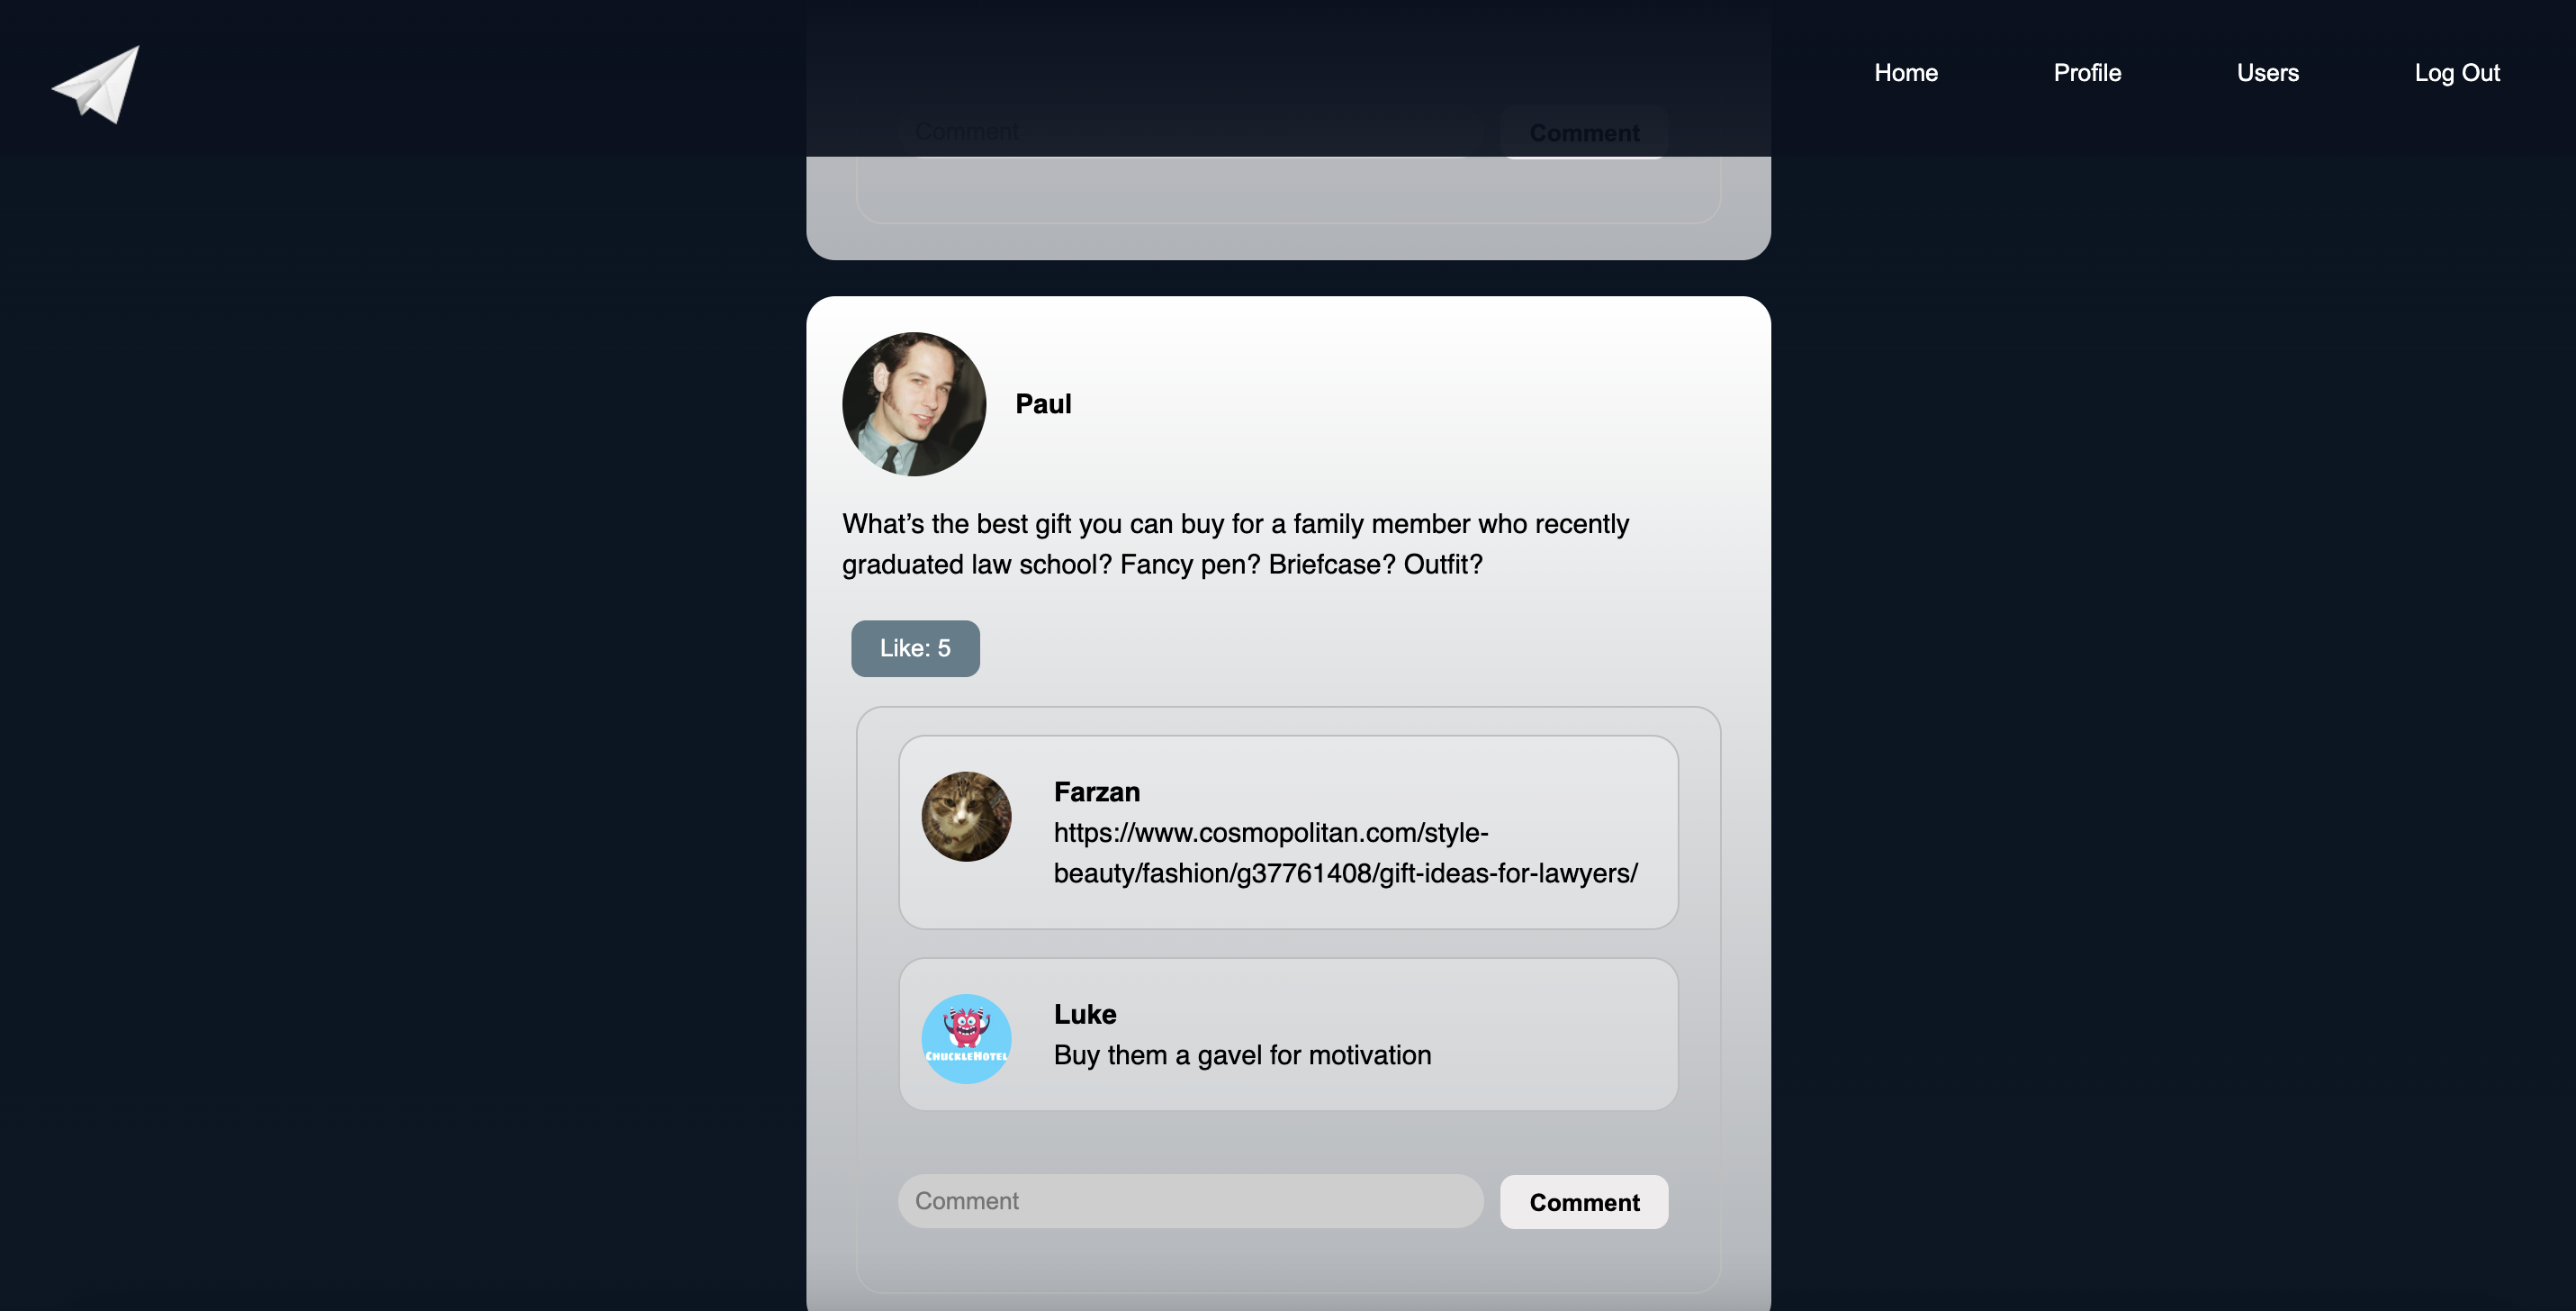 Home Profile Users Log Out
Comment Comment
Paul
What’s the best gift you can buy for a family member who recently
graduated law school? Fancy pen? Briefcase? Outfit?
Like: 5
Farzan
https://www.cosmopolitan.com/style-
beauty/fashion/g37761408/gift-ideas-for-lawyers/
Luke
Buy them a gavel for motivation
CHUCKLEHOTEL
Comment Comment